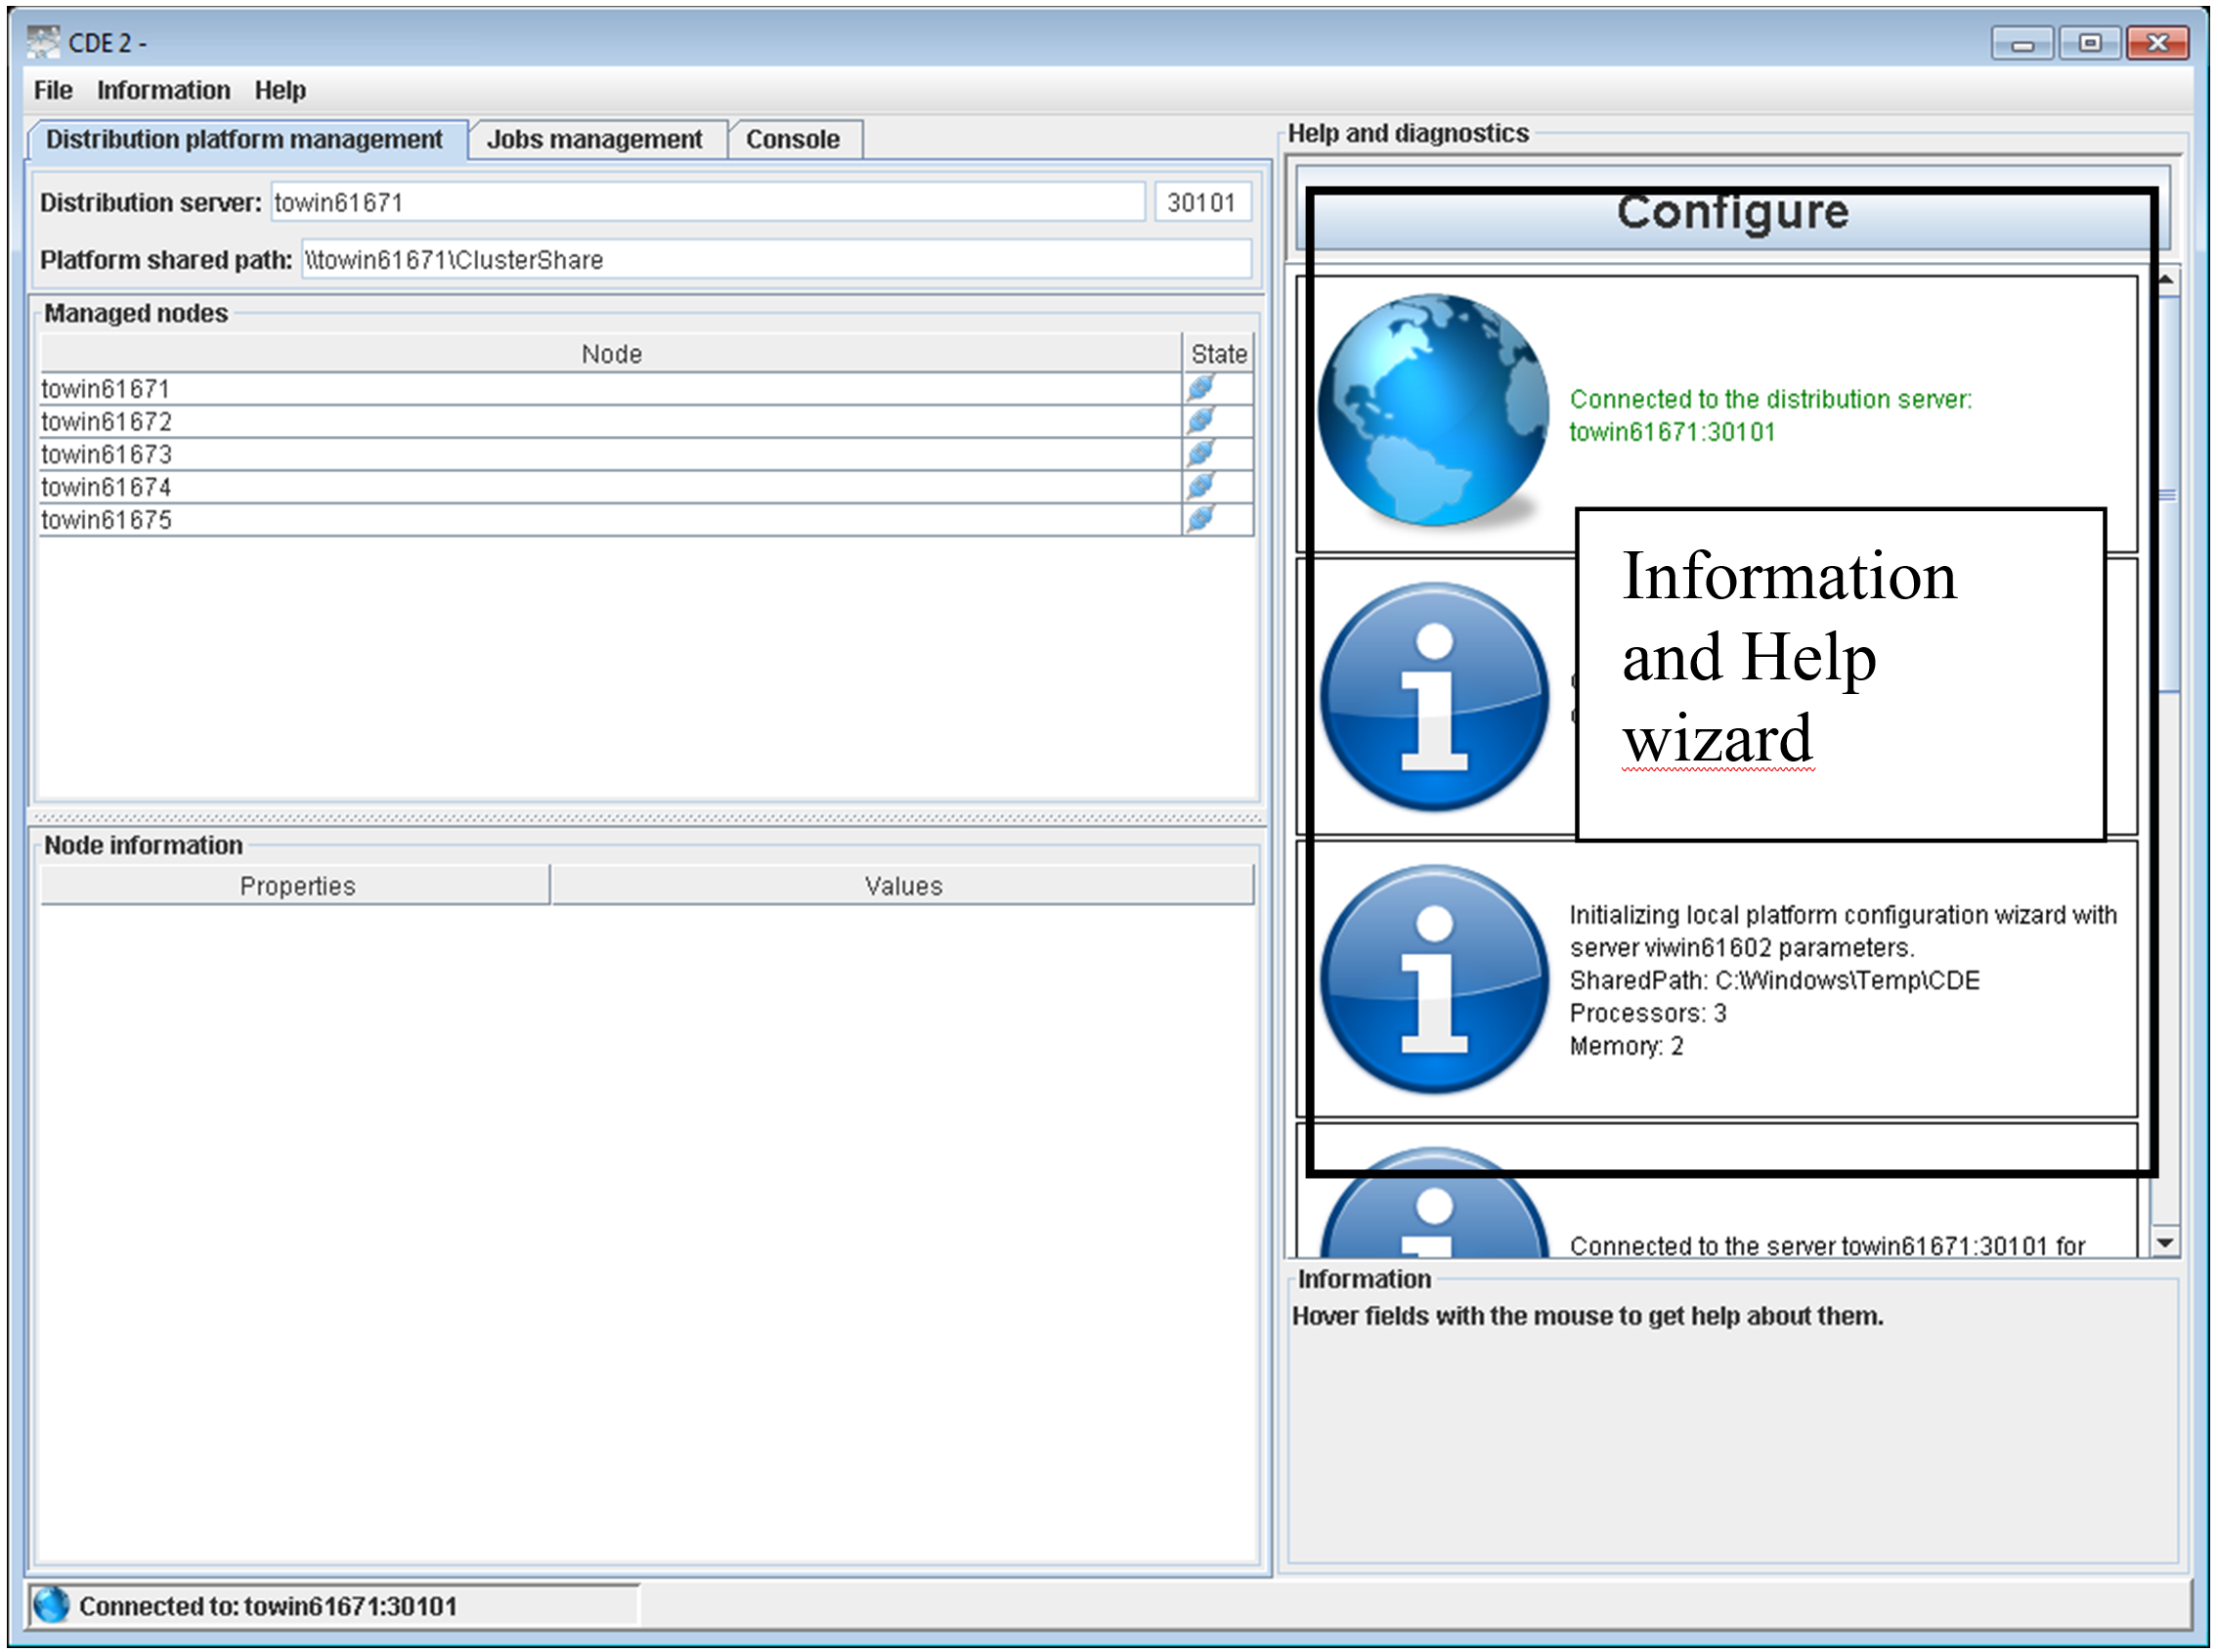 CDE 2 -
File Information Help
Distribution platform management Jobs management Console
Distribution server: towin61671 30101
Platform shared path: \\towin61671\ClusterShare
Managed nodes
Node State
towin61671
towin61672
towin61673
towin61674
towin61675
Node information
Properties Values
Help and diagnostics
Configure
Connected to the distribution server:
towin61671:30101
Information
and Help
wizard
Initializing local platform configuration wizard with
server viwin61602 parameters.
SharedPath: C:\Windows\Temp\CDE
Processors: 3
Memory: 2
Connected to the server towin61671:30101 for
Information
Hover fields with the mouse to get help about them.
Connected to: towin61671:30101